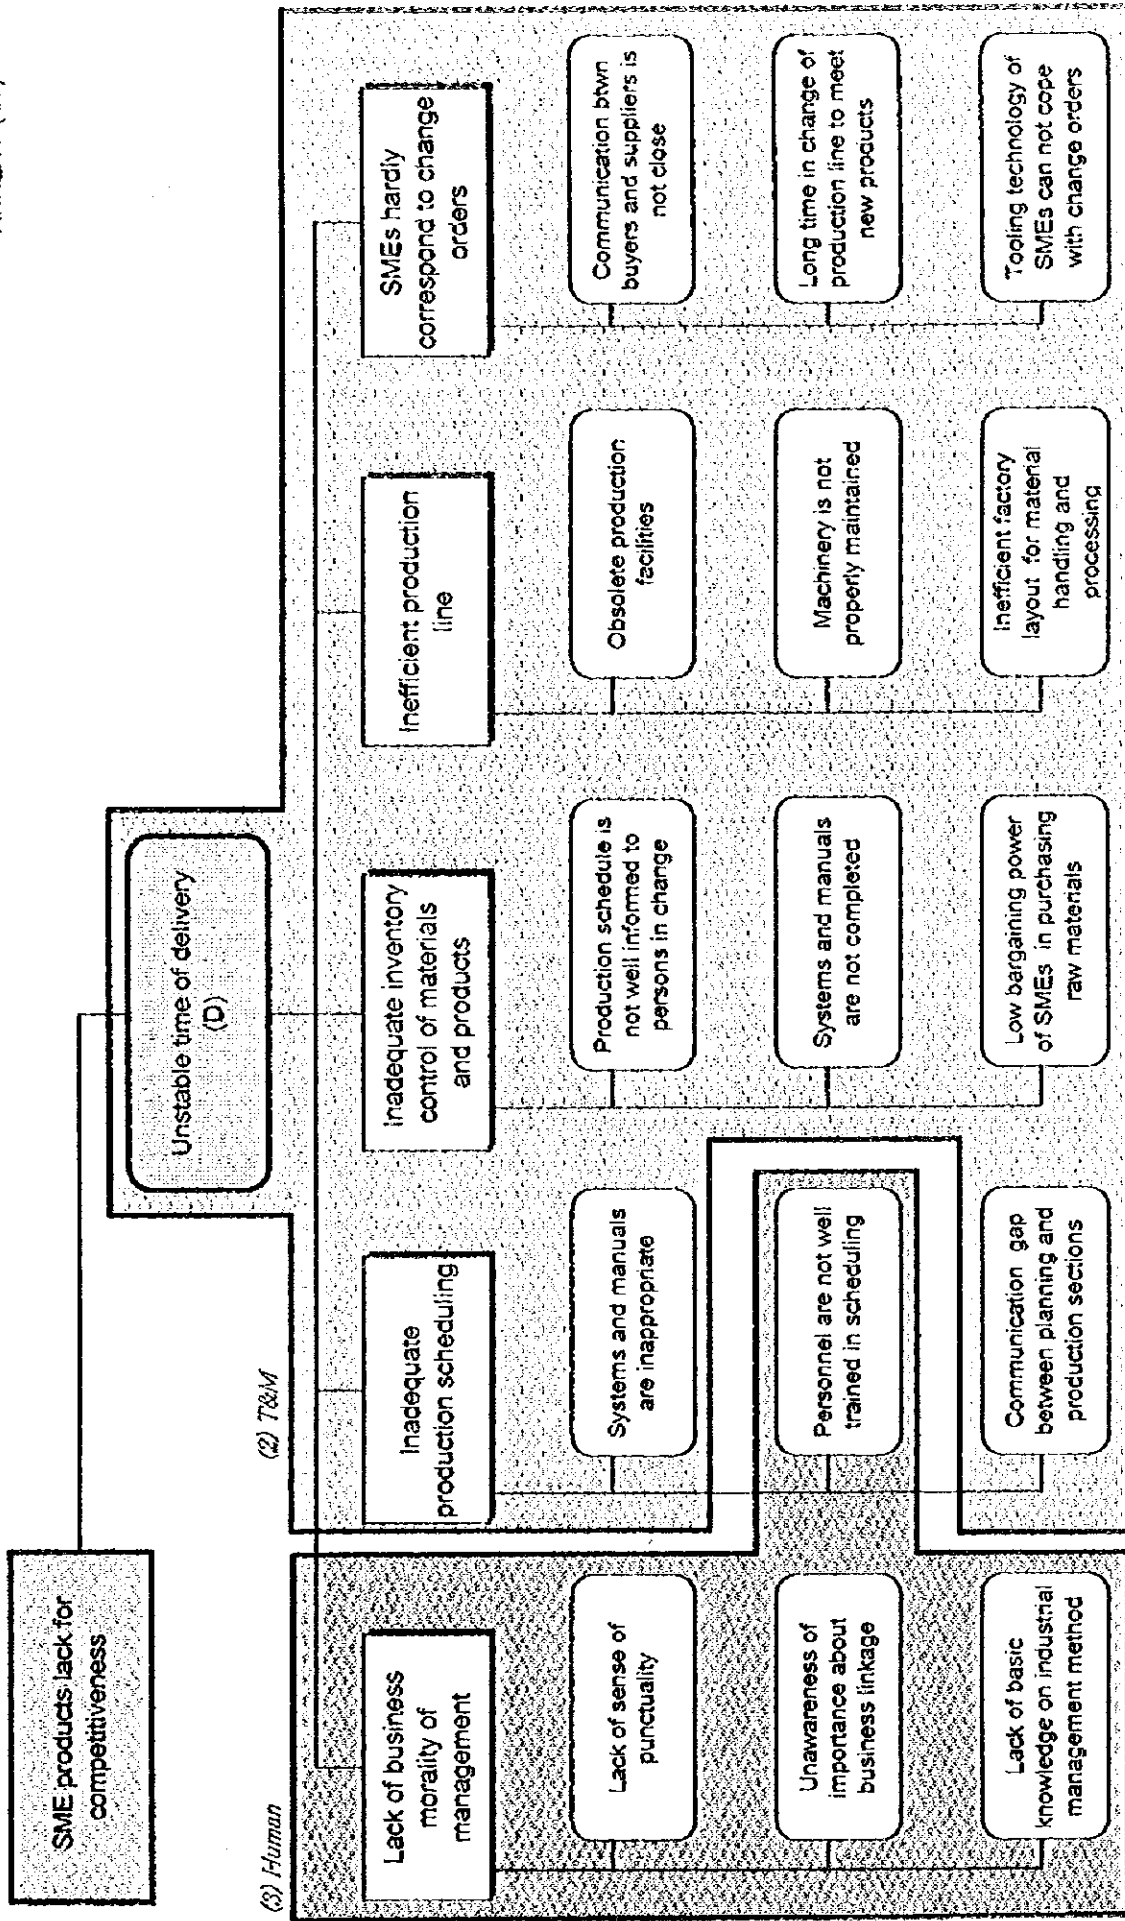 SME products lack for
competitiveness
Unstable time of delivery
(D)
(2) T&M
(3) Human
Lack of business
morality of
management
Lack of sense of
punctuality
Unawareness of
importance about
business linkage
Lack of basic
knowledge on industrial
management method
Inadequate
production scheduling
Systems and manuals
are inappropriate
Personnel are not well
trained in scheduling
Communication gap
between planning and
production sections
Inadequate inventory
control of materials
and products
Production schedule is
not well informed to
persons in change
Systems and manuals
are not completed
Low bargaining power
of SMEs in purchasing
raw materials
Inefficient production
line
Obsolete production
facilities
Machinery is not
properly maintained
Inefficient factory
layout for material
handling and
processing
SMEs hardly
correspond to change
orders
Communication btwn
buyers and suppliers is
not close
Long time in change of
production line to meet
new products
Tooling technology of
SMEs can not cope
with change orders